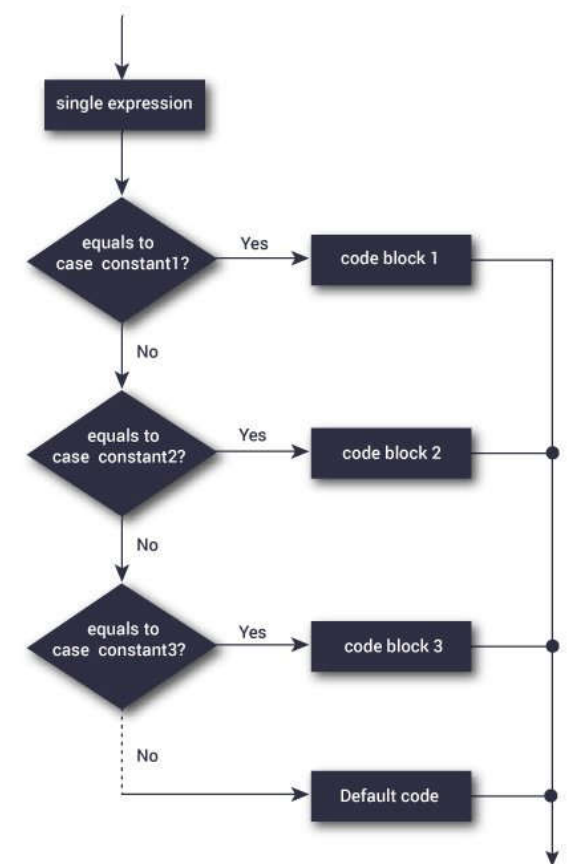 single expression
equals to
case constant1?
Yes
code block 1
No
equals to
case constant2?
Yes
code block 2
No
equals to
case constant3?
Yes
code block 3
No
Default code